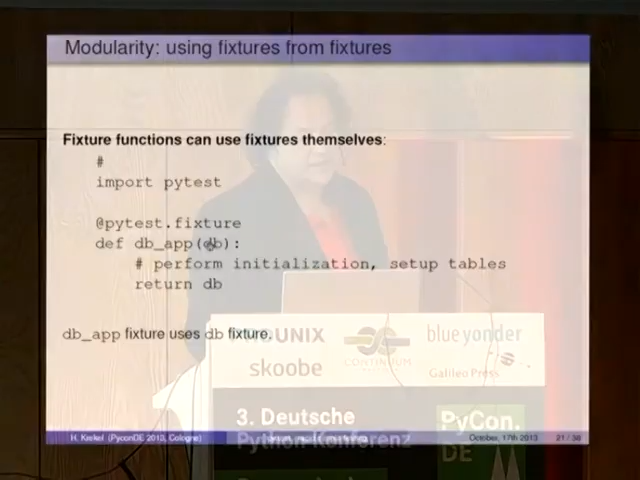 Modularity: using fixtures from fixtures
Fixture functions can use fixtures themselves:
#
import pytest
@pytest.fixture
def db_app(db):
# perform initialization, setup tables
return db
db_app fixture uses db fixture.
UNIX
blue yonder
skoobe
CONTINUUM
Galileo Press
3. Deutsche
Python Konferenz
PyCon.
DE
H. Krekel (PyconDE 2013, Cologne)
October, 17th 2013
21 / 38